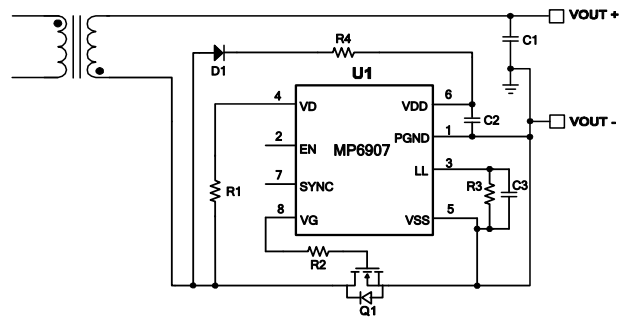 VOUT +
C1
R4
D1
U1
4
VD
VDD
6
C2
VOUT -
2
EN
PGND
1
MP6907
3
LL
7
SYNC
R1
R3
C3
8
VG
VSS
5
R2
Q1